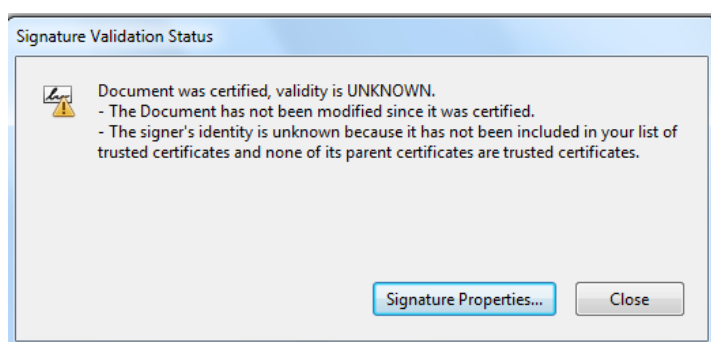 Signature Validation Status
Document was certified, validity is UNKNOWN.
- The Document has not been modified since it was certified.
- The signer's identity is unknown because it has not been included in your list of
trusted certificates and none of its parent certificates are trusted certificates.
Signature Properties...
Close